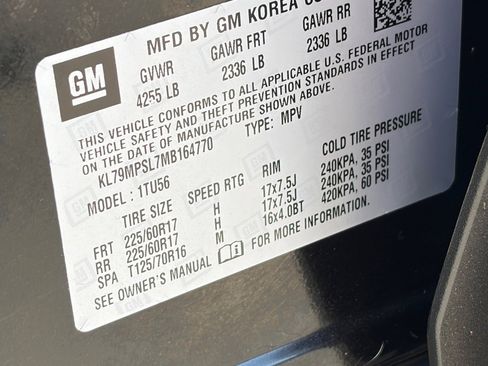 GM
MFD BY GM KOREA
GVWR GAWR FRT GAWR RR
4255 LB 2336 LB 2336 LB
THIS VEHICLE CONFORMS TO ALL APPLICABLE U.S. FEDERAL MOTOR
VEHICLE SAFETY AND THEFT PREVENTION STANDARDS IN EFFECT
ON THE DATE OF MANUFACTURE SHOWN ABOVE.
KL79MPSL7MB164770 TYPE: MPV
MODEL : 1TU56
TIRE SIZE SPEED RTG RIM COLD TIRE PRESSURE
FRT 225/60R17 H 17x7.5J 240KPA, 35 PSI
RR 225/60R17 H 17x7.5J 240KPA, 35 PSI
SPA T125/70R16 M 16x4.0BT 420KPA, 60 PSI
SEE OWNER'S MANUAL FOR MORE INFORMATION.